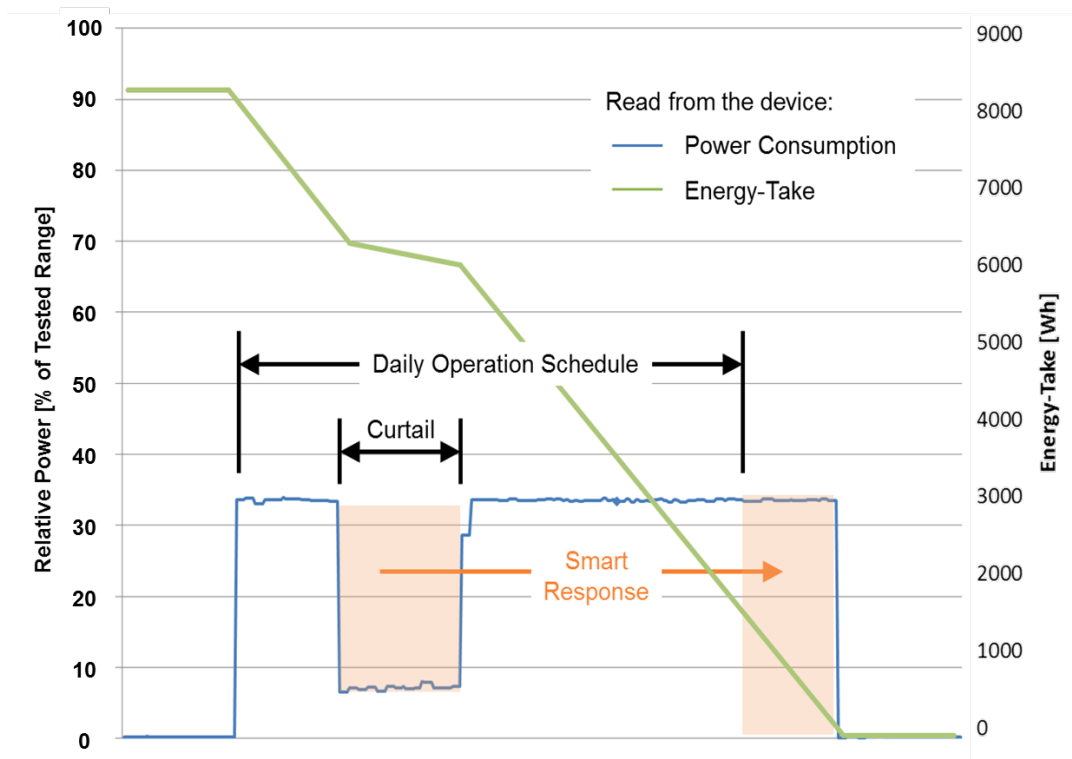 100
90
80
70
60
50
40
30
20
10
0
Relative Power [% of Tested Range]
9000
8000
7000
6000
5000
4000
3000
2000
1000
0
Energy-Take [Wh]
Read from the device:
Power Consumption
Energy-Take
Daily Operation Schedule
Curtail
Smart
Response